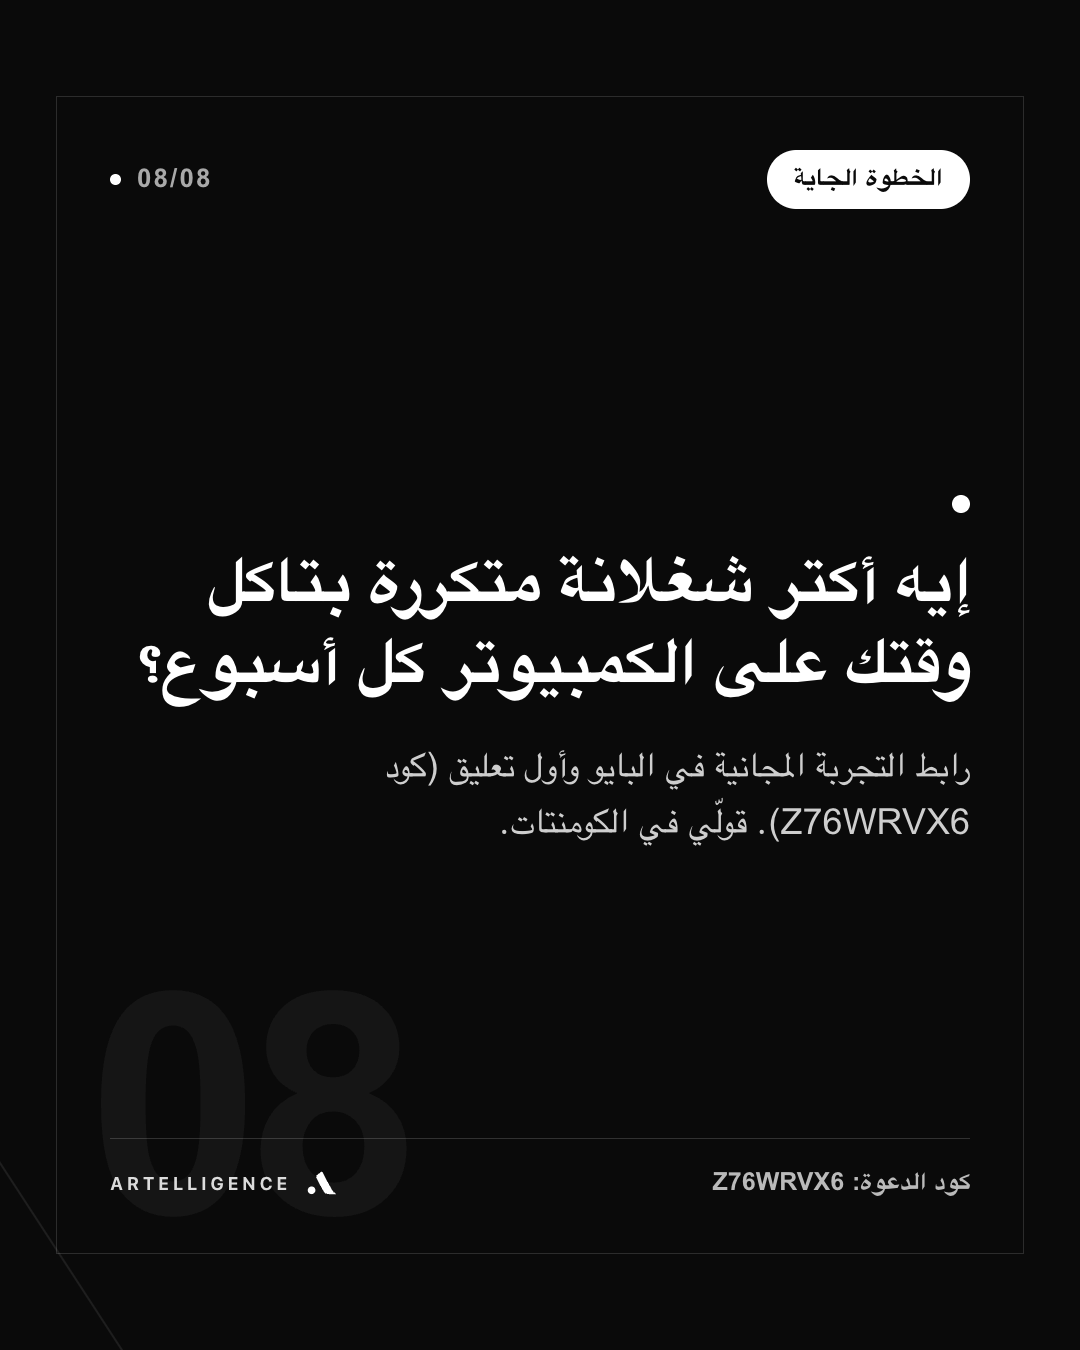 الخطوة الجاية
08/08
إيه أكتر شغلانة متكررة بتاكل
وقتك على الكمبيوتر كل أسبوع؟
رابط التجربة المجانية في البايو وأول تعليق (كود
Z76WRVX6). قولّي في الكومنتات.
08
كود الدعوة: Z76WRVX6
ARTELLIGENCE